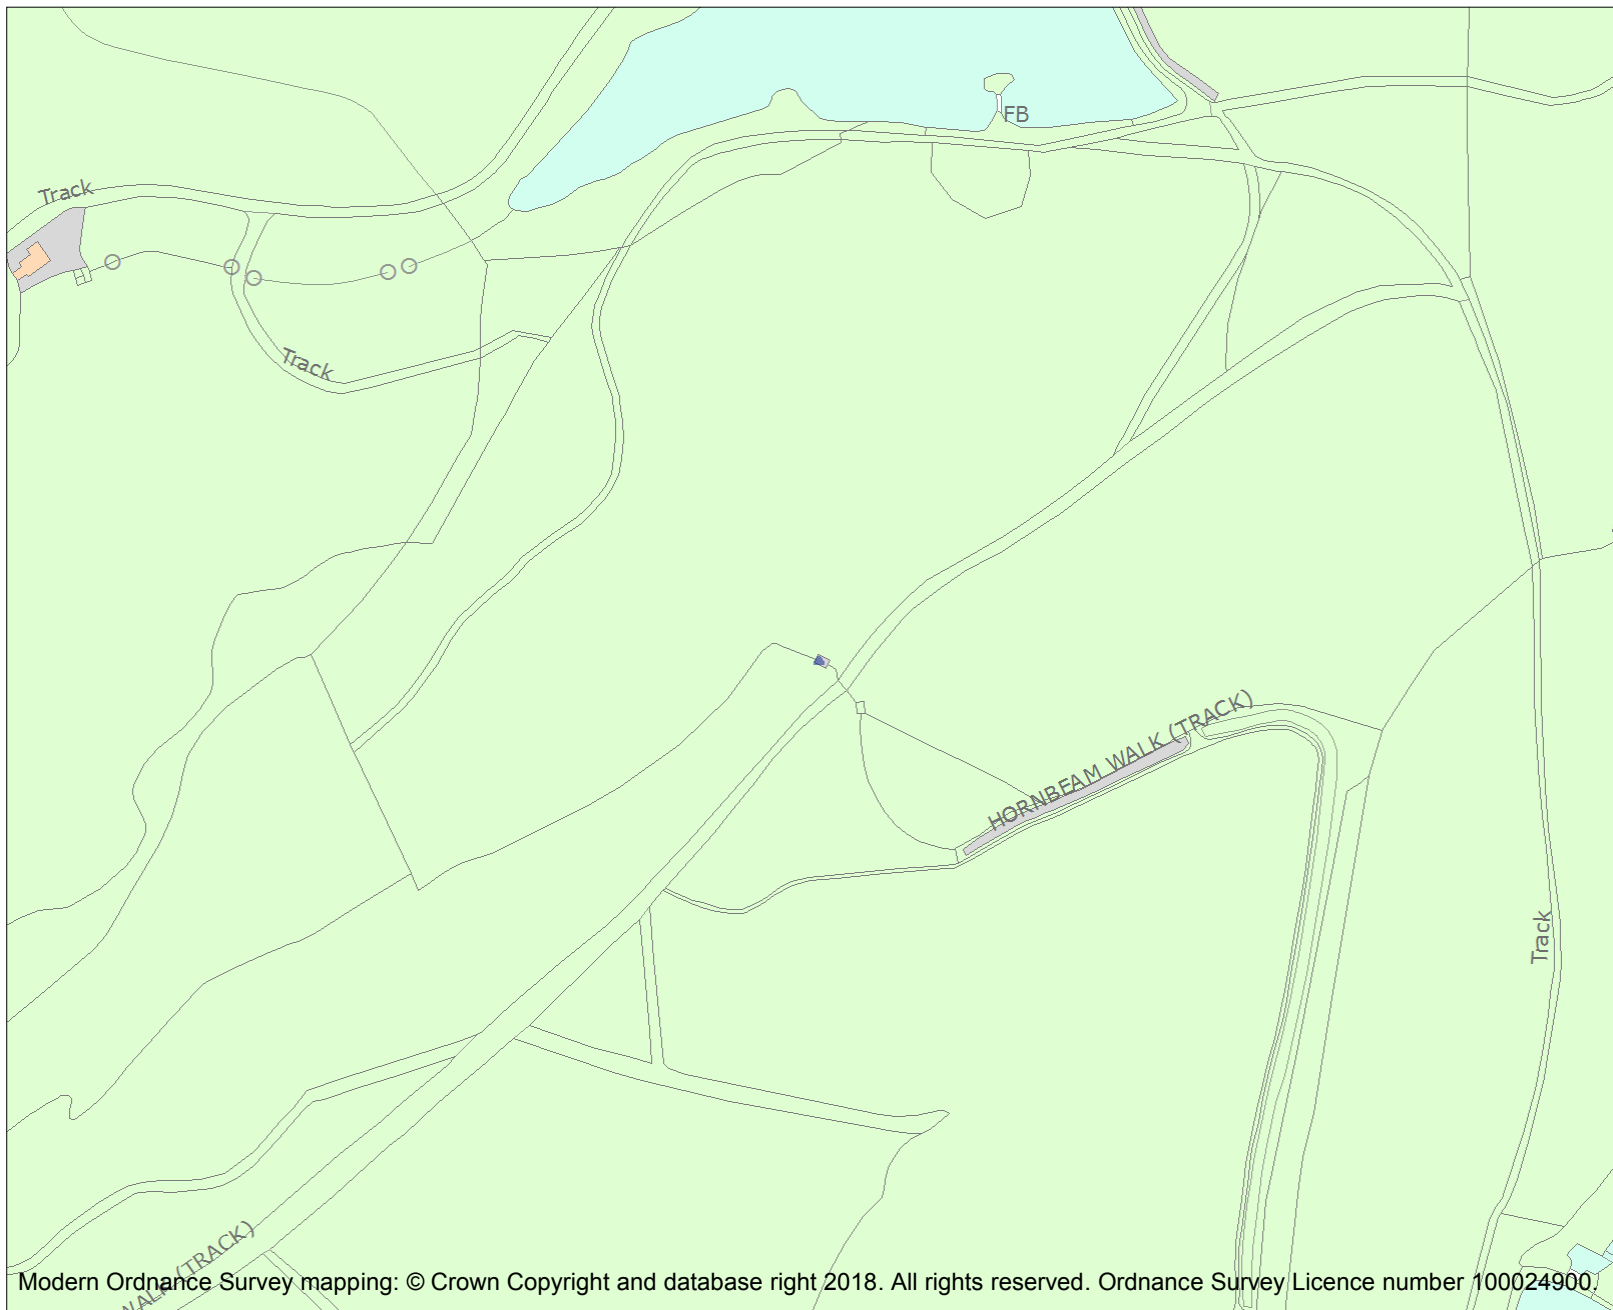 FB
Track
Track
HORNBEAM WALK (TRACK)
Track
WALK (TRACK)
Modern Ordnance Survey mapping: © Crown Copyright and database right 2018. All rights reserved. Ordnance Survey Licence number 100024900.